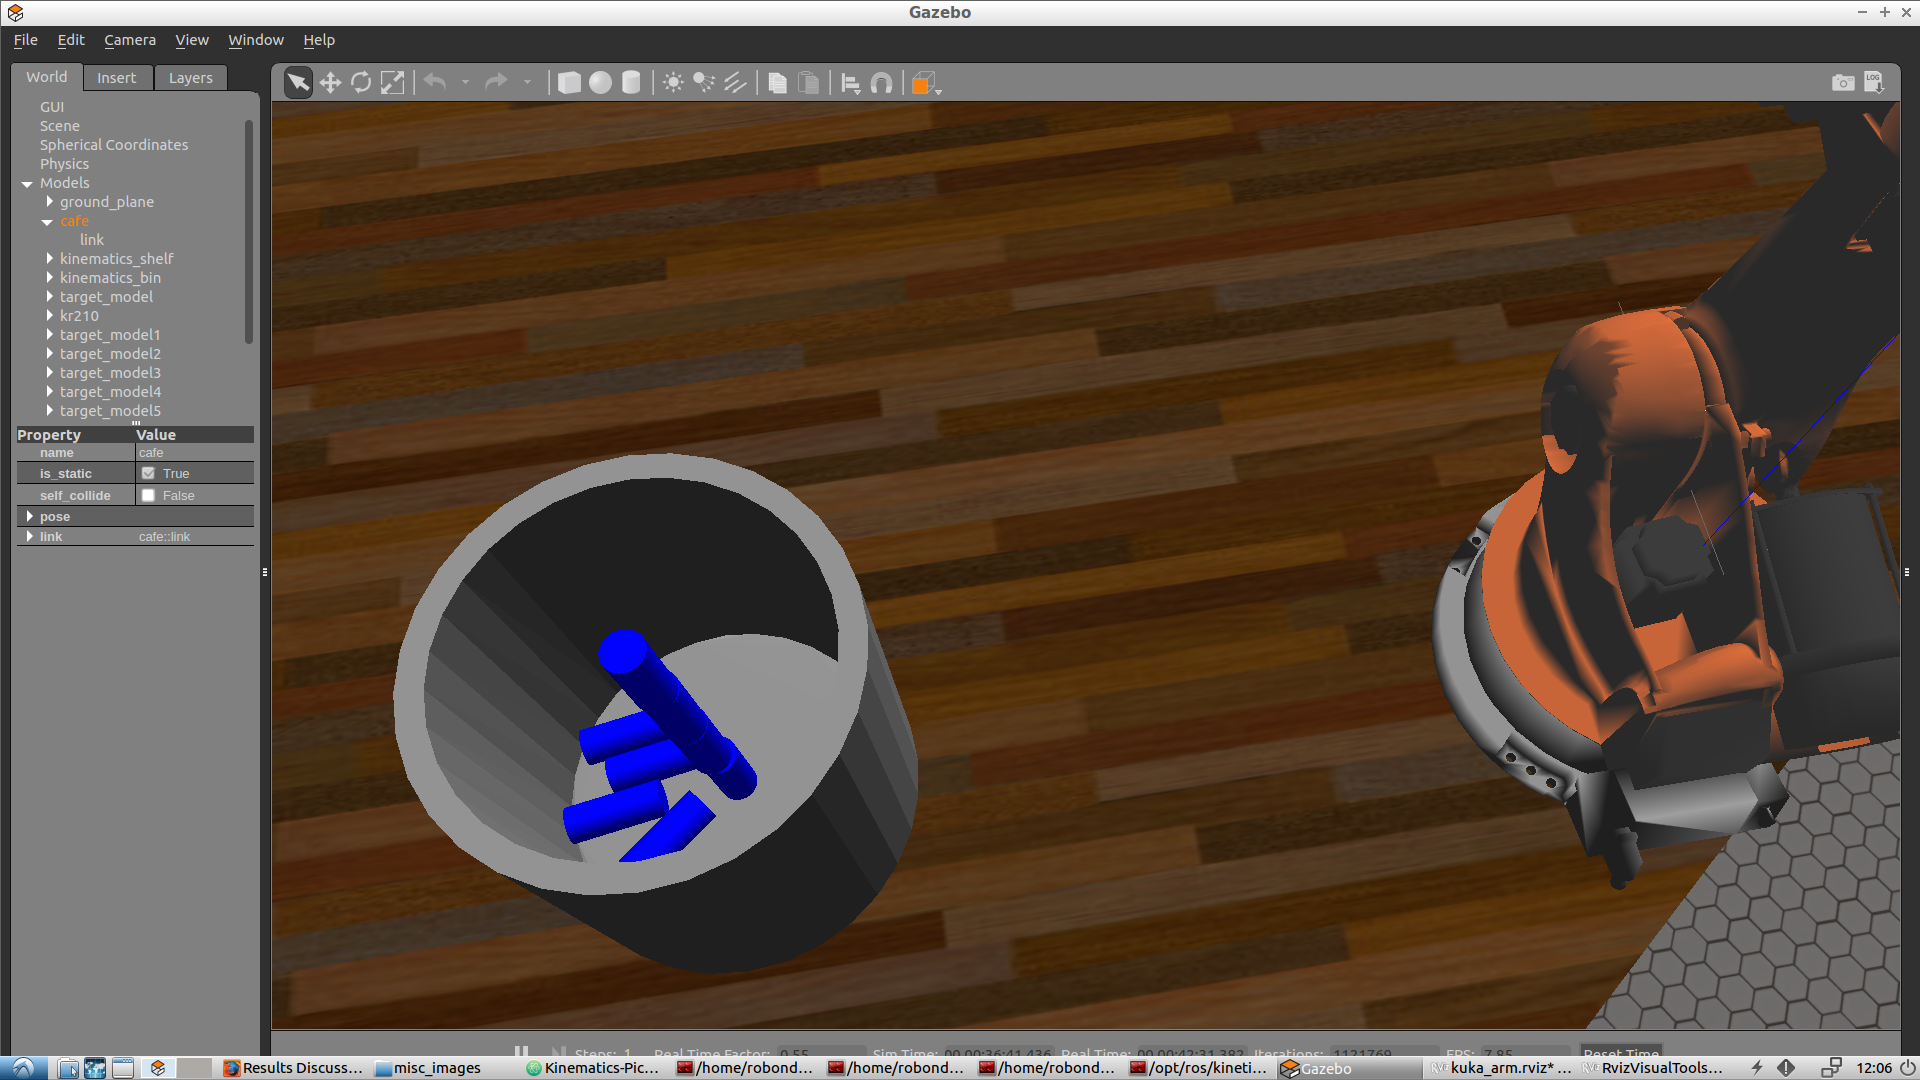 Gazebo
File Edit Camera View Window Help
World Insert Layers
GUI
Scene
Spherical Coordinates
Physics
Models
ground_plane
cafe
link
kinematics_shelf
kinematics_bin
target_model
kr210
target_model1
target_model2
target_model3
target_model4
target_model5
Property Value
name cafe
is_static True
self_collide False
pose
link cafe::link
LOG
Steps: 1 Real Time Factor: 0.55 Sim Time: 00 00:36:41.436 Real Time: 00 00:42:31.382 Iterations: 1121769 FPS: 7.85 Reset Time
Results Discuss... misc_images Kinematics-Pic... /home/robond... /home/robond... /home/robond... /opt/ros/kineti... Gazebo kuka_arm.rviz* ... RvizVisualTools... 12:06